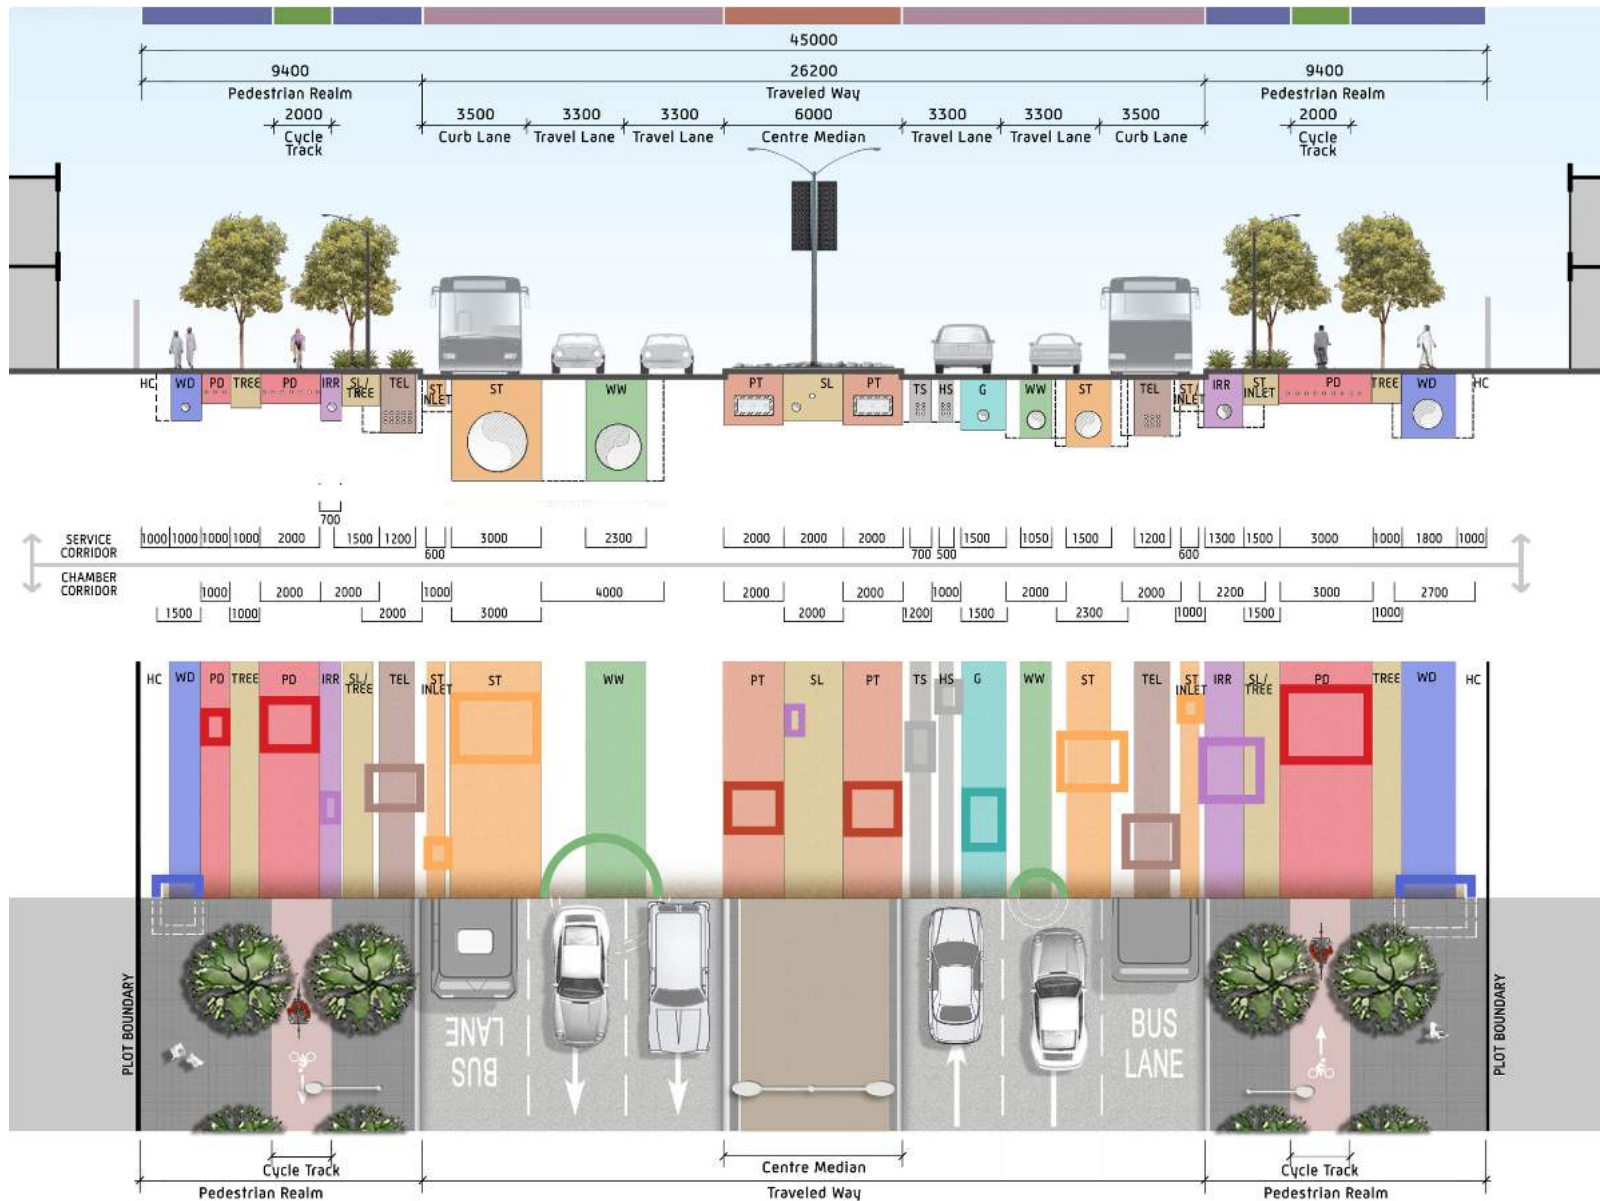 45000
9400 26200 9400
Pedestrian Realm Traveled Way Pedestrian Realm
2000 3500 3300 3300 6000 3300 3300 3500 2000
Cycle Track Curb Lane Travel Lane Travel Lane Centre Median Travel Lane Travel Lane Curb Lane Cycle Track
HC WD PD TREE PD IRR SL/TREE TEL ST INLET ST WW PT SL PT TS HS G WW ST TEL ST/INLET IRR ST INLET PD TREE WD HC
700
SERVICE CORRIDOR
1000 1000 1000 1000 2000 1500 1200 3000 2300 2000 2000 2000 1500 1050 1500 1200 1300 1500 3000 1000 1800 1000
600 700 500 600
CHAMBER CORRIDOR
1000 2000 2000 1000 3000 4000 2000 2000 1000 2000 2000 2200 3000 2700
1500 1000 2000 3000 2000 1200 1500 2300 1000 1500 1000
HC WD PD TREE PD IRR SL/TREE TEL ST INLET ST WW PT SL PT TS HS G WW ST TEL ST INLET IRR SL/TREE PD TREE WD HC
PLOT BOUNDARY
BUS LANE
BUS LANE
PLOT BOUNDARY
Cycle Track Centre Median Cycle Track
Pedestrian Realm Traveled Way Pedestrian Realm